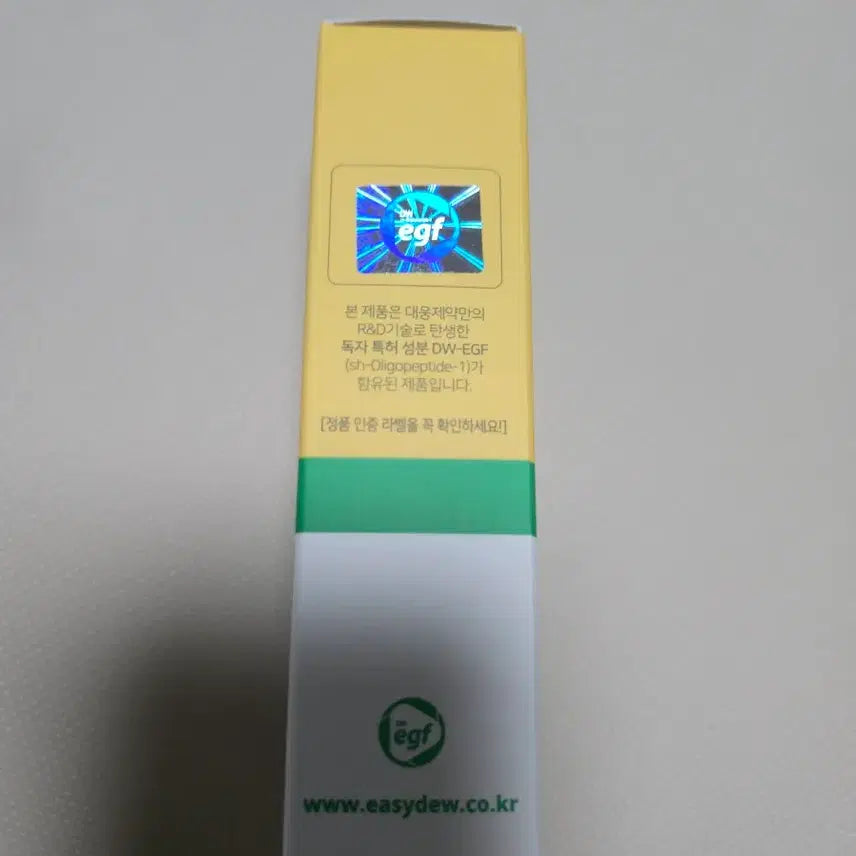 DW
egf
본 제품은 대웅제약만의
R&D기술로 탄생한
독자 특허 성분 DW-EGF
(sh-Oligopeptide-1)가
함유된 제품입니다.
[정품 인증 라벨을 꼭 확인하세요!]
DW
egf
www.easydew.co.kr